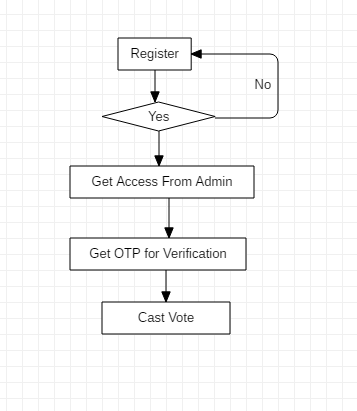 Register
No
Yes
Get Access From Admin
Get OTP for Verification
Cast Vote